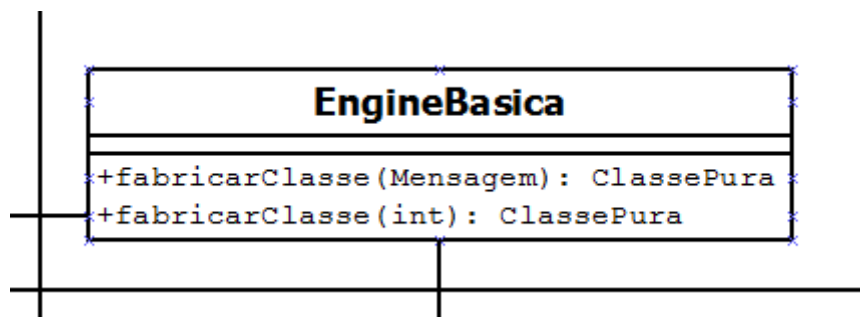 EngineBasica
+fabricarClasse(Mensagem): ClassePura
+fabricarClasse(int): ClassePura